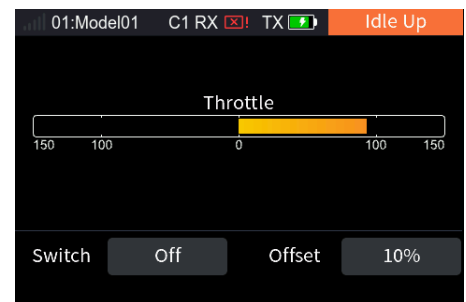 01:Model01 C1 RX ! TX Idle Up
Throttle
150 100 0 100 150
Switch Off Offset 10%